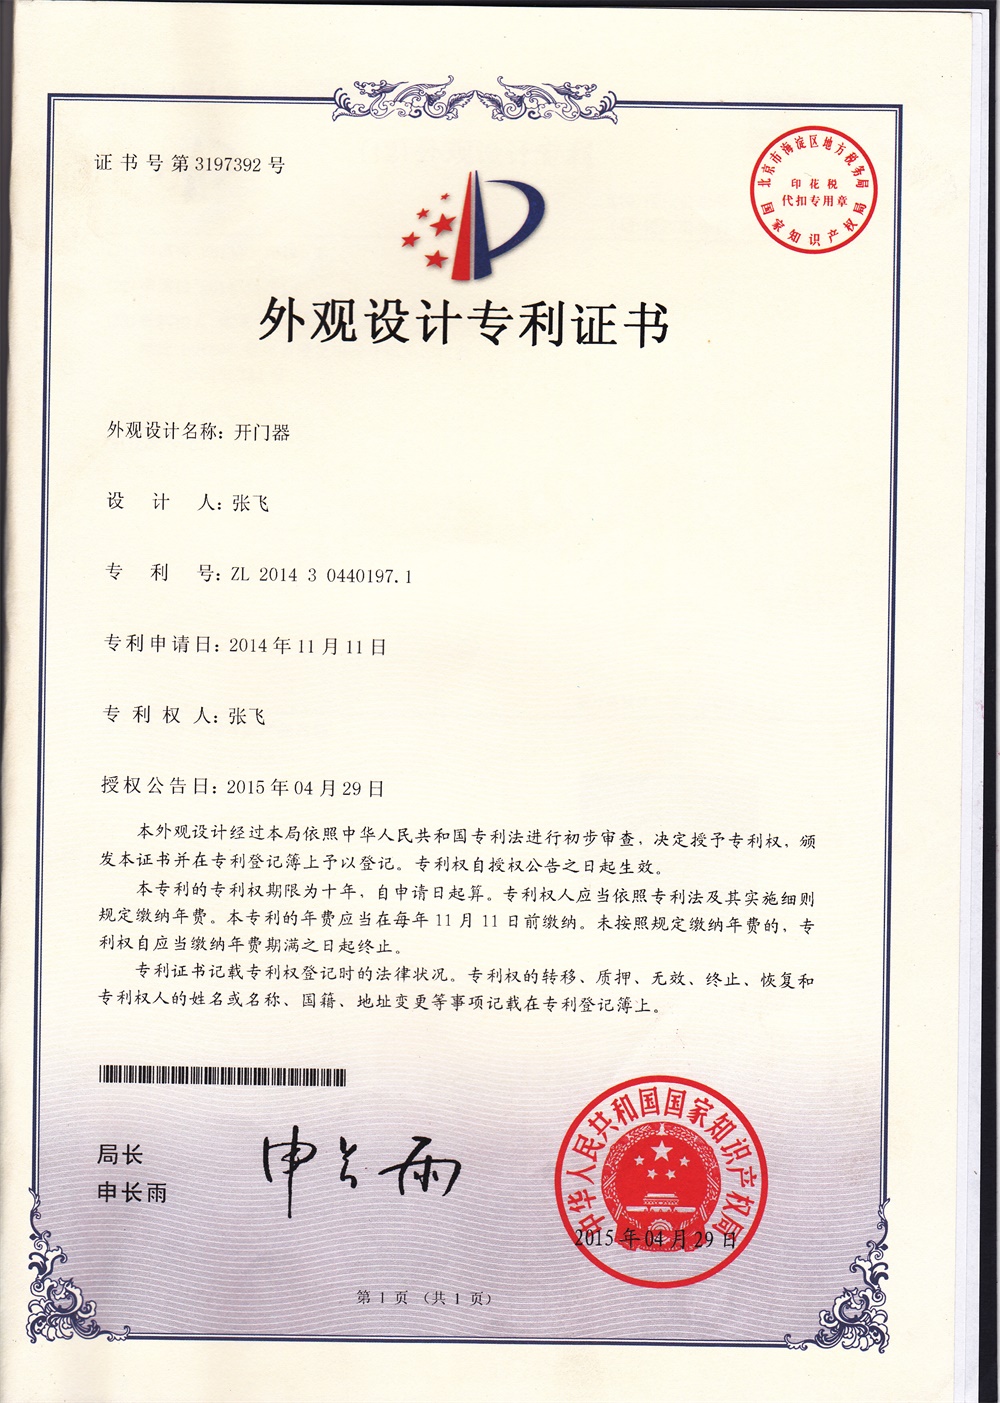 证书号第3197392号
北京市海淀区地方税务局
印花税
代扣专用章
国家知识产权局
外观设计专利证书
外观设计名称：开门器
设计人：张飞
专利号：ZL 2014 3 0440197.1
专利申请日：2014年11月11日
专利权人：张飞
授权公告日：2015年04月29日
本外观设计经过本局依照中华人民共和国专利法进行初步审查，决定授予专利权，颁
发本证书并在专利登记簿上予以登记。专利权自授权公告之日起生效。
本专利的专利权期限为十年，自申请日起算。专利权人应当依照专利法及其实施细则
规定缴纳年费。本专利的年费应当在每年11月11日前缴纳。未按照规定缴纳年费的，专
利权自应当缴纳年费期满之日起终止。
专利证书记载专利权登记时的法律状况。专利权的转移、质押、无效、终止、恢复和
专利权人的姓名或名称、国籍、地址变更等事项记载在专利登记簿上。
局长
申长雨
申长雨
中华人民共和国国家知识产权局
2015年04月29日
第1页（共1页）